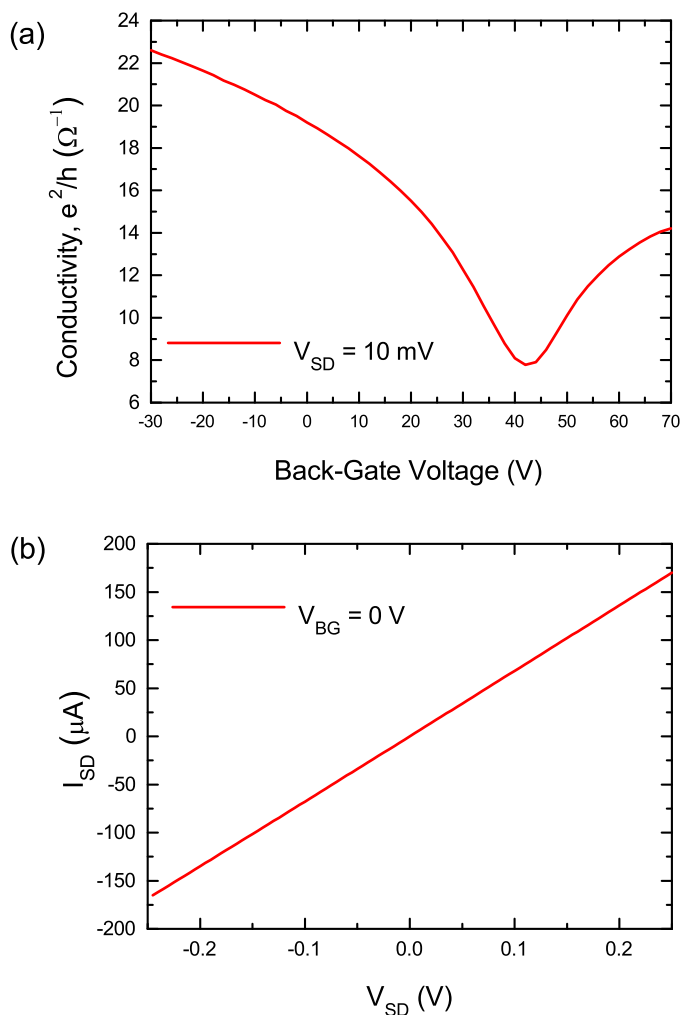 (a)
24
22
20
18
16
14
12
10
8
6
Conductivity, e²/h (Ω⁻¹)
V_SD = 10 mV
-30 -20 -10 0 10 20 30 40 50 60 70
Back-Gate Voltage (V)
(b)
200
150
100
50
0
-50
-100
-150
-200
I_SD (μA)
V_BG = 0 V
-0.2 -0.1 0.0 0.1 0.2
V_SD (V)